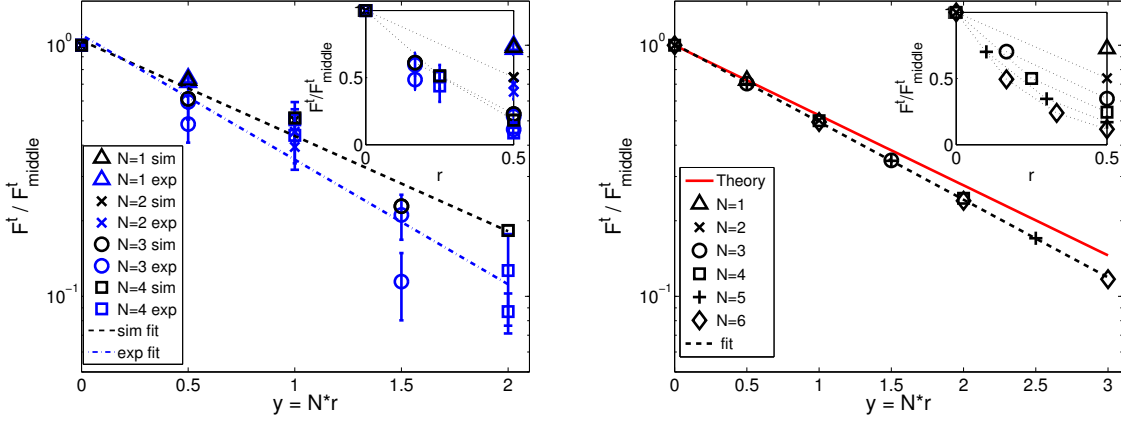 10^0
10^{-1}
F^t / F^t_middle
0 0.5 1 1.5 2
y = N*r
N=1 sim
N=1 exp
N=2 sim
N=2 exp
N=3 sim
N=3 exp
N=4 sim
N=4 exp
sim fit
exp fit
F^t/F^t_middle
0.5
0
0 0.5
r
10^0
10^{-1}
F^t / F^t_middle
0 0.5 1 1.5 2 2.5 3
y = N*r
Theory
N=1
N=2
N=3
N=4
N=5
N=6
fit
F^t/F^t_middle
0.5
0
0 0.5
r